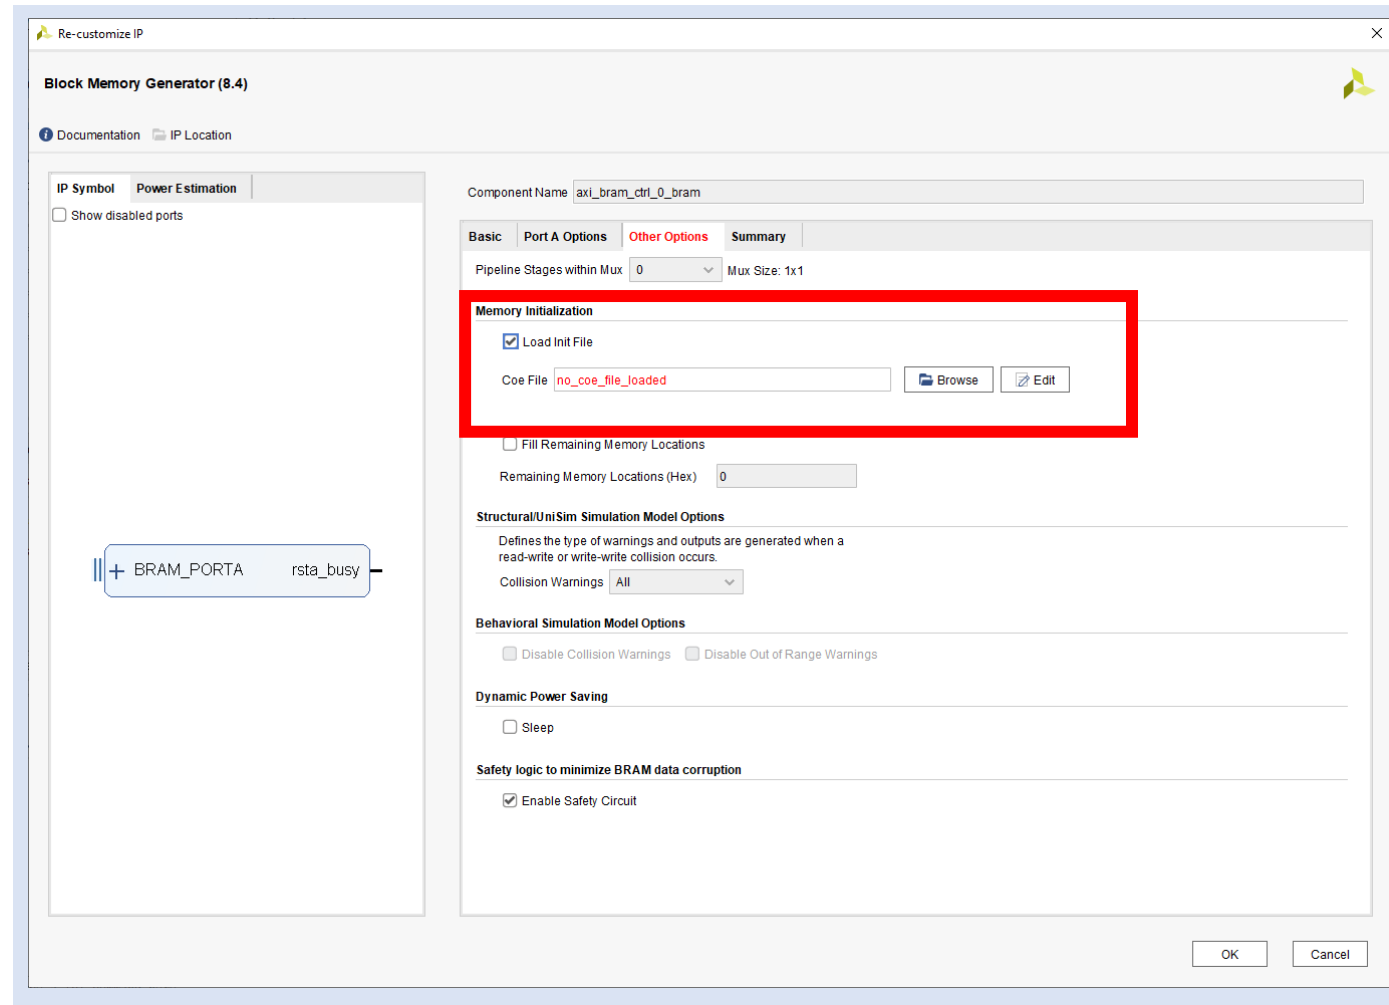 Re-customize IP
Block Memory Generator (8.4)
Documentation IP Location
IP Symbol Power Estimation
Show disabled ports
BRAM_PORTA rsta_busy
Component Name axi_bram_ctrl_0_bram
Basic Port A Options Other Options Summary
Pipeline Stages within Mux 0 Mux Size: 1x1
Memory Initialization
Load Init File
Coe File no_coe_file_loaded Browse Edit
Fill Remaining Memory Locations
Remaining Memory Locations (Hex) 0
Structural/UniSim Simulation Model Options
Defines the type of warnings and outputs are generated when a
read-write or write-write collision occurs.
Collision Warnings All
Behavioral Simulation Model Options
Disable Collision Warnings Disable Out of Range Warnings
Dynamic Power Saving
Sleep
Safety logic to minimize BRAM data corruption
Enable Safety Circuit
OK Cancel